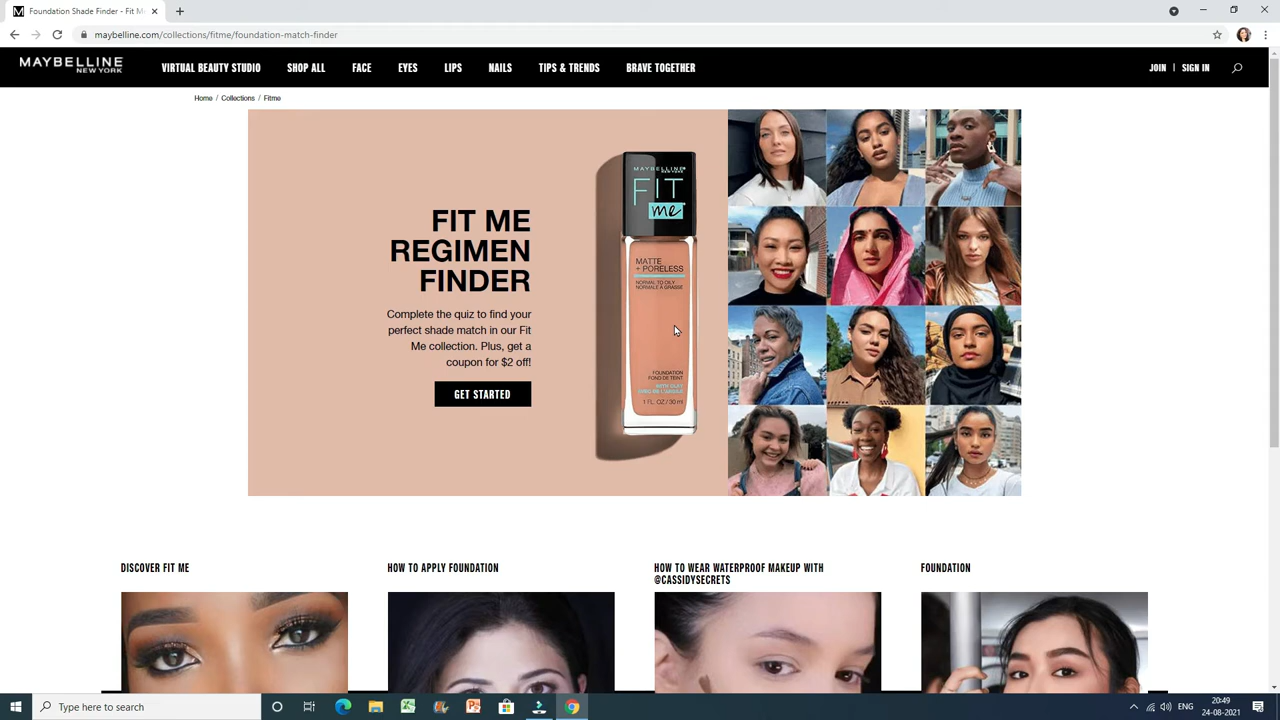 Foundation Shade Finder - Fit Me
maybelline.com/collections/fitme/foundation-match-finder
MAYBELLINE
NEW YORK
VIRTUAL BEAUTY STUDIO SHOP ALL FACE EYES LIPS NAILS TIPS & TRENDS BRAVE TOGETHER
JOIN | SIGN IN
Home / Collections / Fitme
FIT ME
REGIMEN
FINDER
Complete the quiz to find your
perfect shade match in our Fit
Me collection. Plus, get a
coupon for $2 off!
GET STARTED
MAYBELLINE
NEW YORK
FIT
me
MATTE
+ PORELESS
NORMAL TO OILY
NORMALE À GRASSE
FOUNDATION
FOND DE TEINT
1 FL. OZ / 30 ml
DISCOVER FIT ME
HOW TO APPLY FOUNDATION
HOW TO WEAR WATERPROOF MAKEUP WITH
@CASSIDYSECRETS
FOUNDATION
Type here to search
20:49
24-08-2021